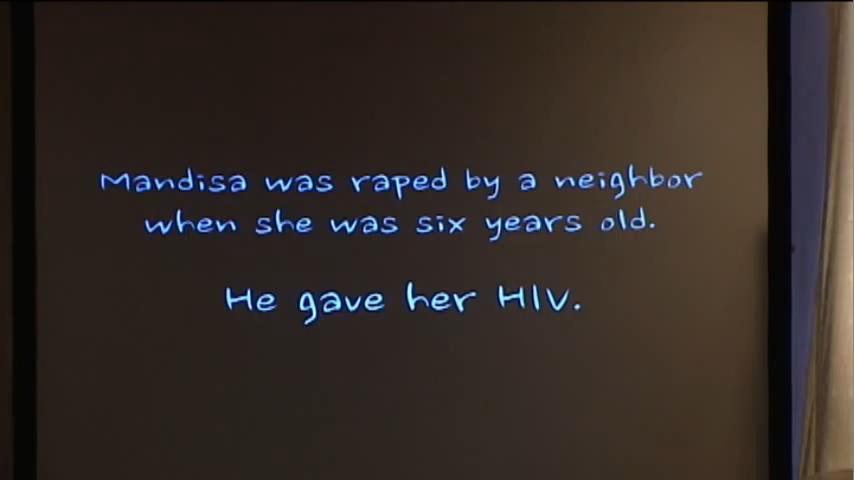 Mandisa was raped by a neighbor
when she was six years old.
He gave her HIV.